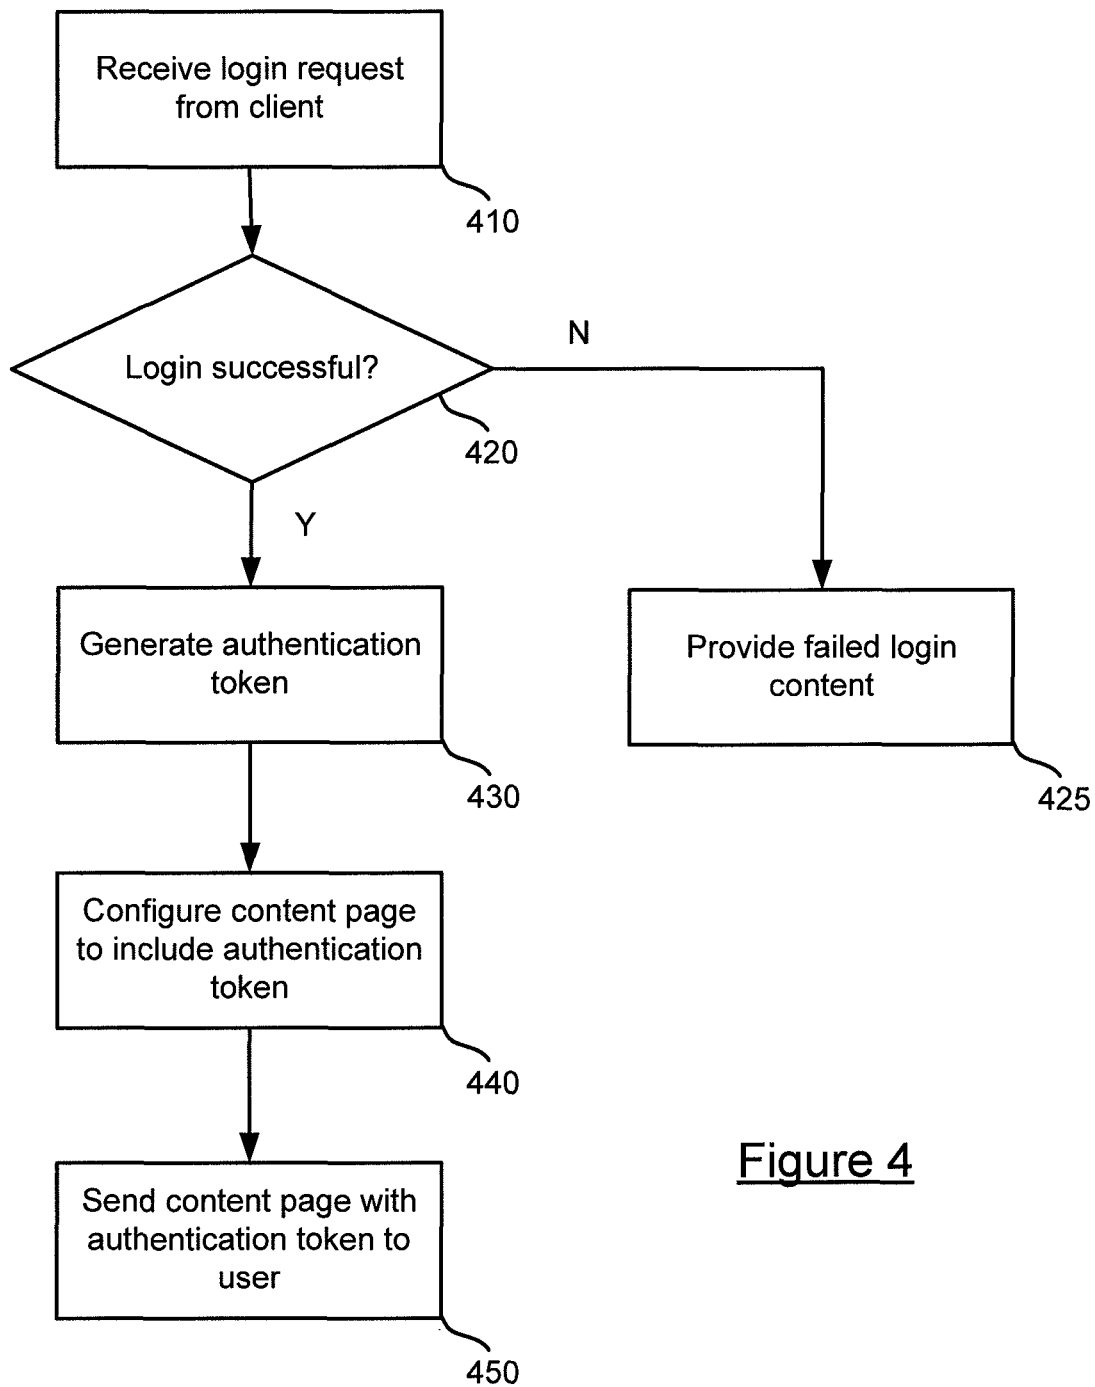 Receive login request
from client
410
Login successful?
N
420
Y
Generate authentication
token
430
Provide failed login
content
425
Configure content page
to include authentication
token
440
Figure 4
Send content page with
authentication token to
user
450